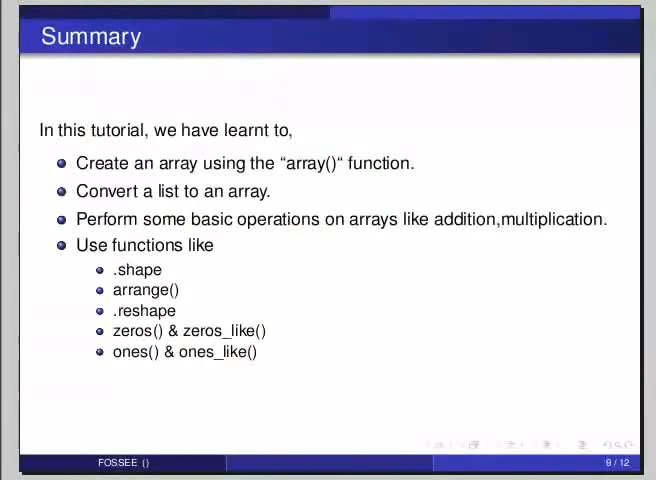 Summary
In this tutorial, we have learnt to,
Create an array using the “array()“ function.
Convert a list to an array.
Perform some basic operations on arrays like addition,multiplication.
Use functions like
.shape
arrange()
.reshape
zeros() & zeros_like()
ones() & ones_like()
FOSSEE ()
9 / 12